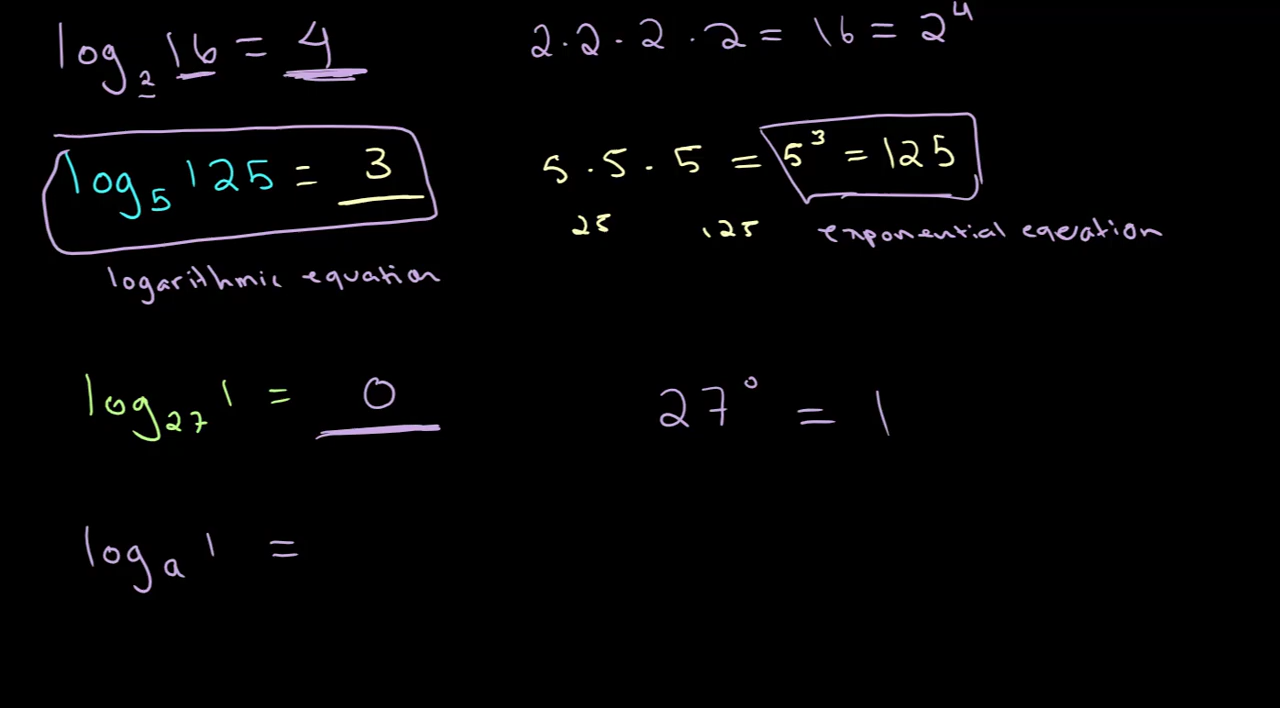 log₂ 16 = 4
2 · 2 · 2 · 2 = 16 = 2⁴
log₅ 125 = 3
5 · 5 · 5 = 5³ = 125
25 125
exponential equation
logarithmic equation
log₂₇ 1 = 0
27⁰ = 1
logₐ 1 =